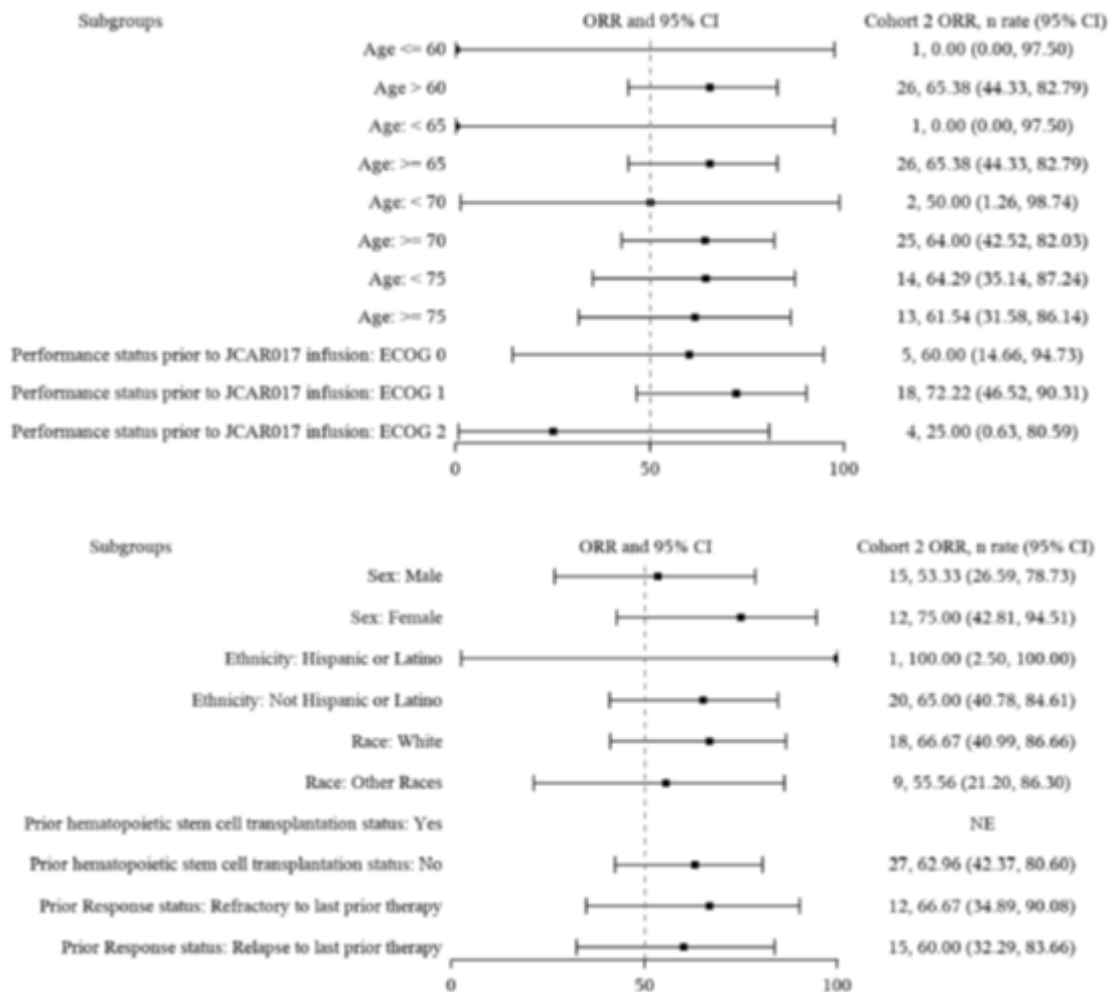 Subgroups ORR and 95% CI Cohort 2 ORR, n rate (95% CI)
Age <= 60 1, 0.00 (0.00, 97.50)
Age > 60 26, 65.38 (44.33, 82.79)
Age: < 65 1, 0.00 (0.00, 97.50)
Age: >= 65 26, 65.38 (44.33, 82.79)
Age: < 70 2, 50.00 (1.26, 98.74)
Age: >= 70 25, 64.00 (42.52, 82.03)
Age: < 75 14, 64.29 (35.14, 87.24)
Age: >= 75 13, 61.54 (31.58, 86.14)
Performance status prior to JCAR017 infusion: ECOG 0 5, 60.00 (14.66, 94.73)
Performance status prior to JCAR017 infusion: ECOG 1 18, 72.22 (46.52, 90.31)
Performance status prior to JCAR017 infusion: ECOG 2 4, 25.00 (0.63, 80.59)
0 50 100
Subgroups ORR and 95% CI Cohort 2 ORR, n rate (95% CI)
Sex: Male 15, 53.33 (26.59, 78.73)
Sex: Female 12, 75.00 (42.81, 94.51)
Ethnicity: Hispanic or Latino 1, 100.00 (2.50, 100.00)
Ethnicity: Not Hispanic or Latino 20, 65.00 (40.78, 84.61)
Race: White 18, 66.67 (40.99, 86.66)
Race: Other Races 9, 55.56 (21.20, 86.30)
Prior hematopoietic stem cell transplantation status: Yes NE
Prior hematopoietic stem cell transplantation status: No 27, 62.96 (42.37, 80.60)
Prior Response status: Refractory to last prior therapy 12, 66.67 (34.89, 90.08)
Prior Response status: Relapse to last prior therapy 15, 60.00 (32.29, 83.66)
0 50 100